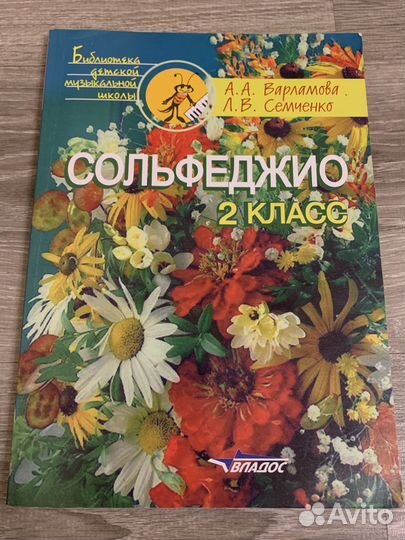 Библиотека
детской
музыкальной
школы
А.А. Варламова.
Л.В. Семченко
СОЛЬФЕДЖИО
2 КЛАСС
ВЛАДОС
Avito